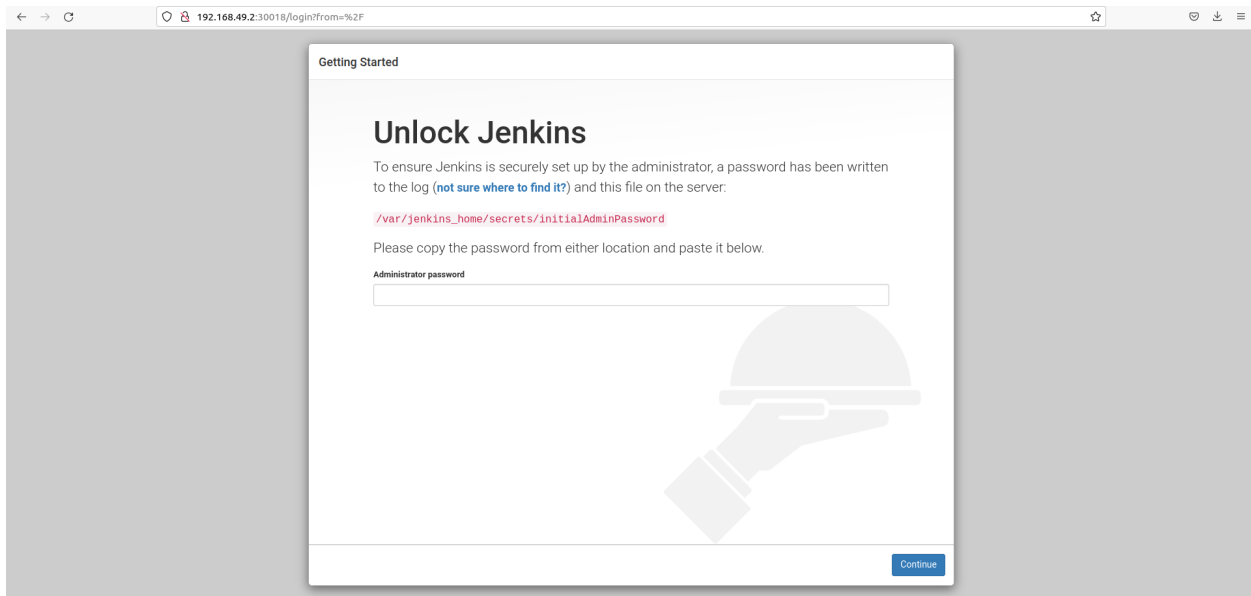 192.168.49.2:30018/login?from=%2F
Getting Started
Unlock Jenkins
To ensure Jenkins is securely set up by the administrator, a password has been written
to the log (not sure where to find it?) and this file on the server:
/var/jenkins_home/secrets/initialAdminPassword
Please copy the password from either location and paste it below.
Administrator password
Continue